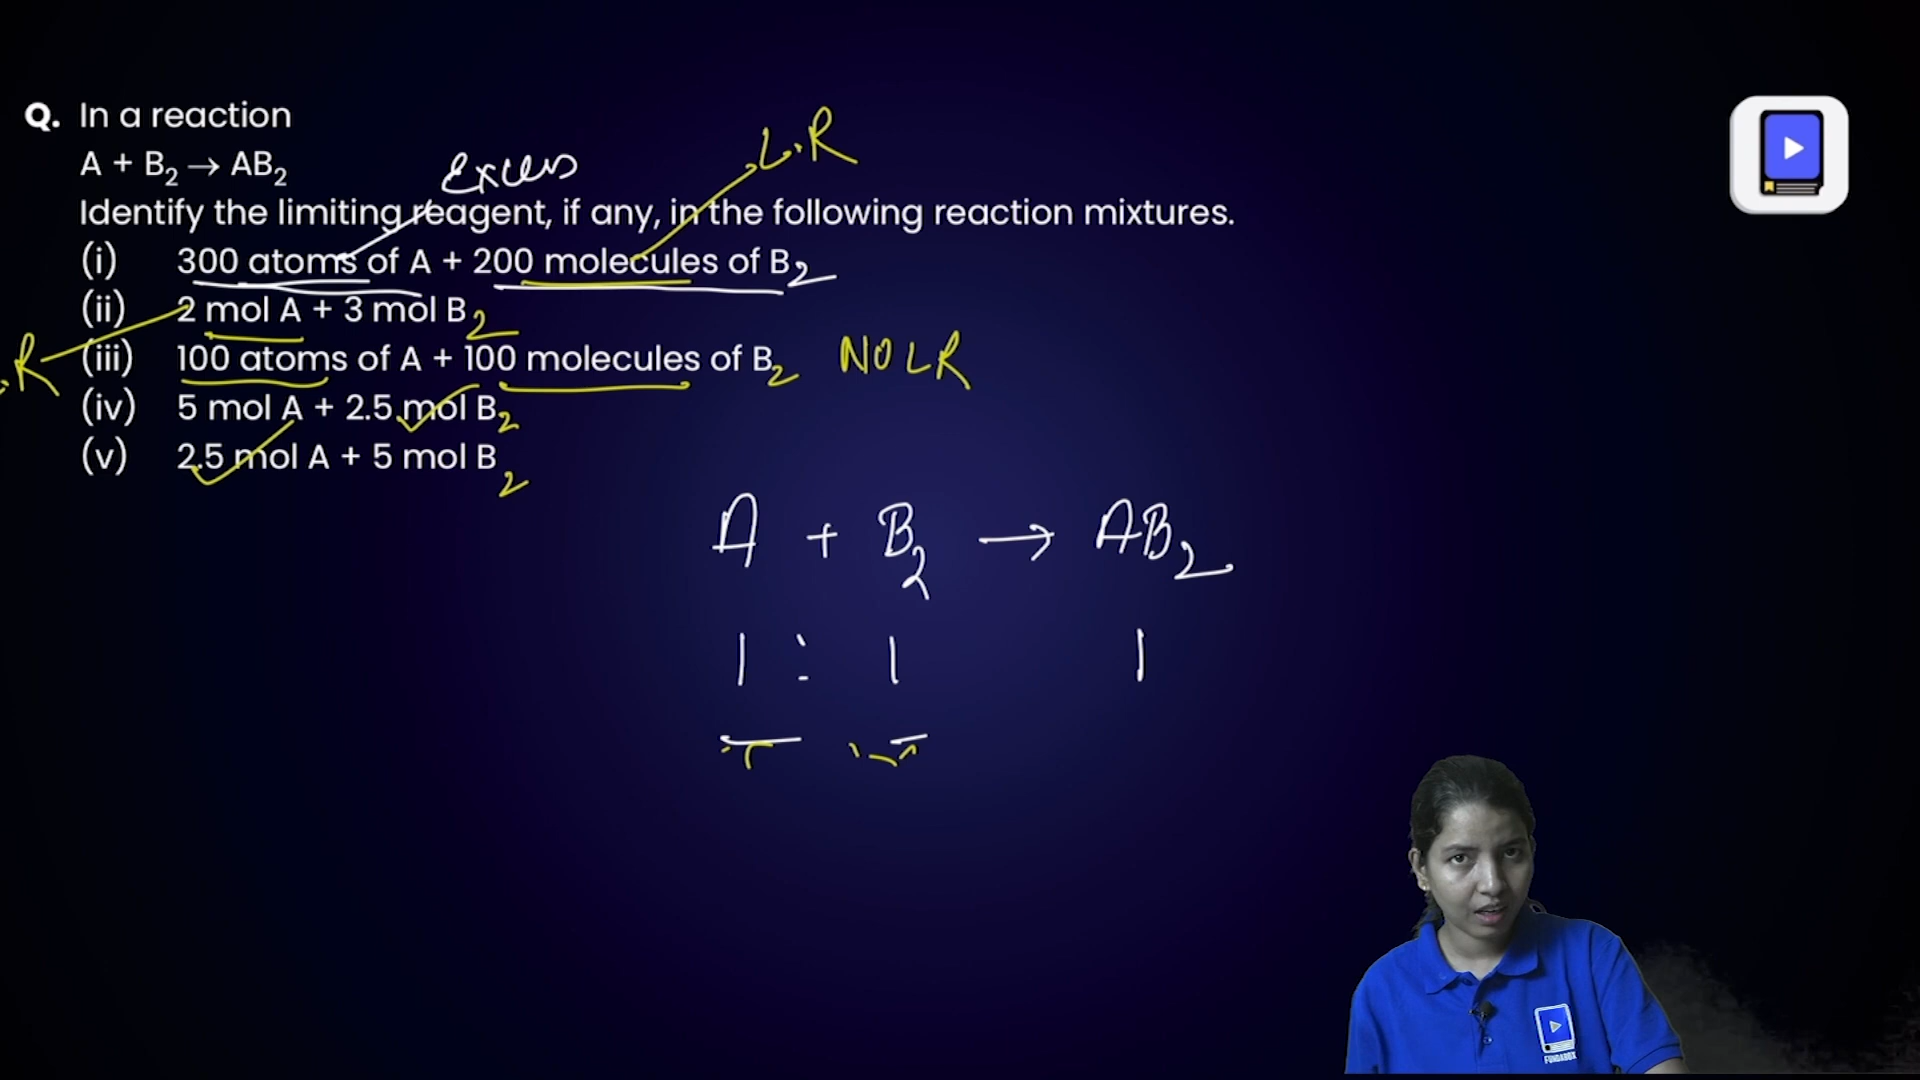 Q. In a reaction
A + B₂ → AB₂
Excess
L.R
Identify the limiting reagent, if any, in the following reaction mixtures.
(i) 300 atoms of A + 200 molecules of B₂
(ii) 2 mol A + 3 mol B₂
.R
(iii) 100 atoms of A + 100 molecules of B₂ NO LR
(iv) 5 mol A + 2.5 mol B₂
(v) 2.5 mol A + 5 mol B₂
A + B₂ → AB₂
1 : 1 1
FUNDABOX